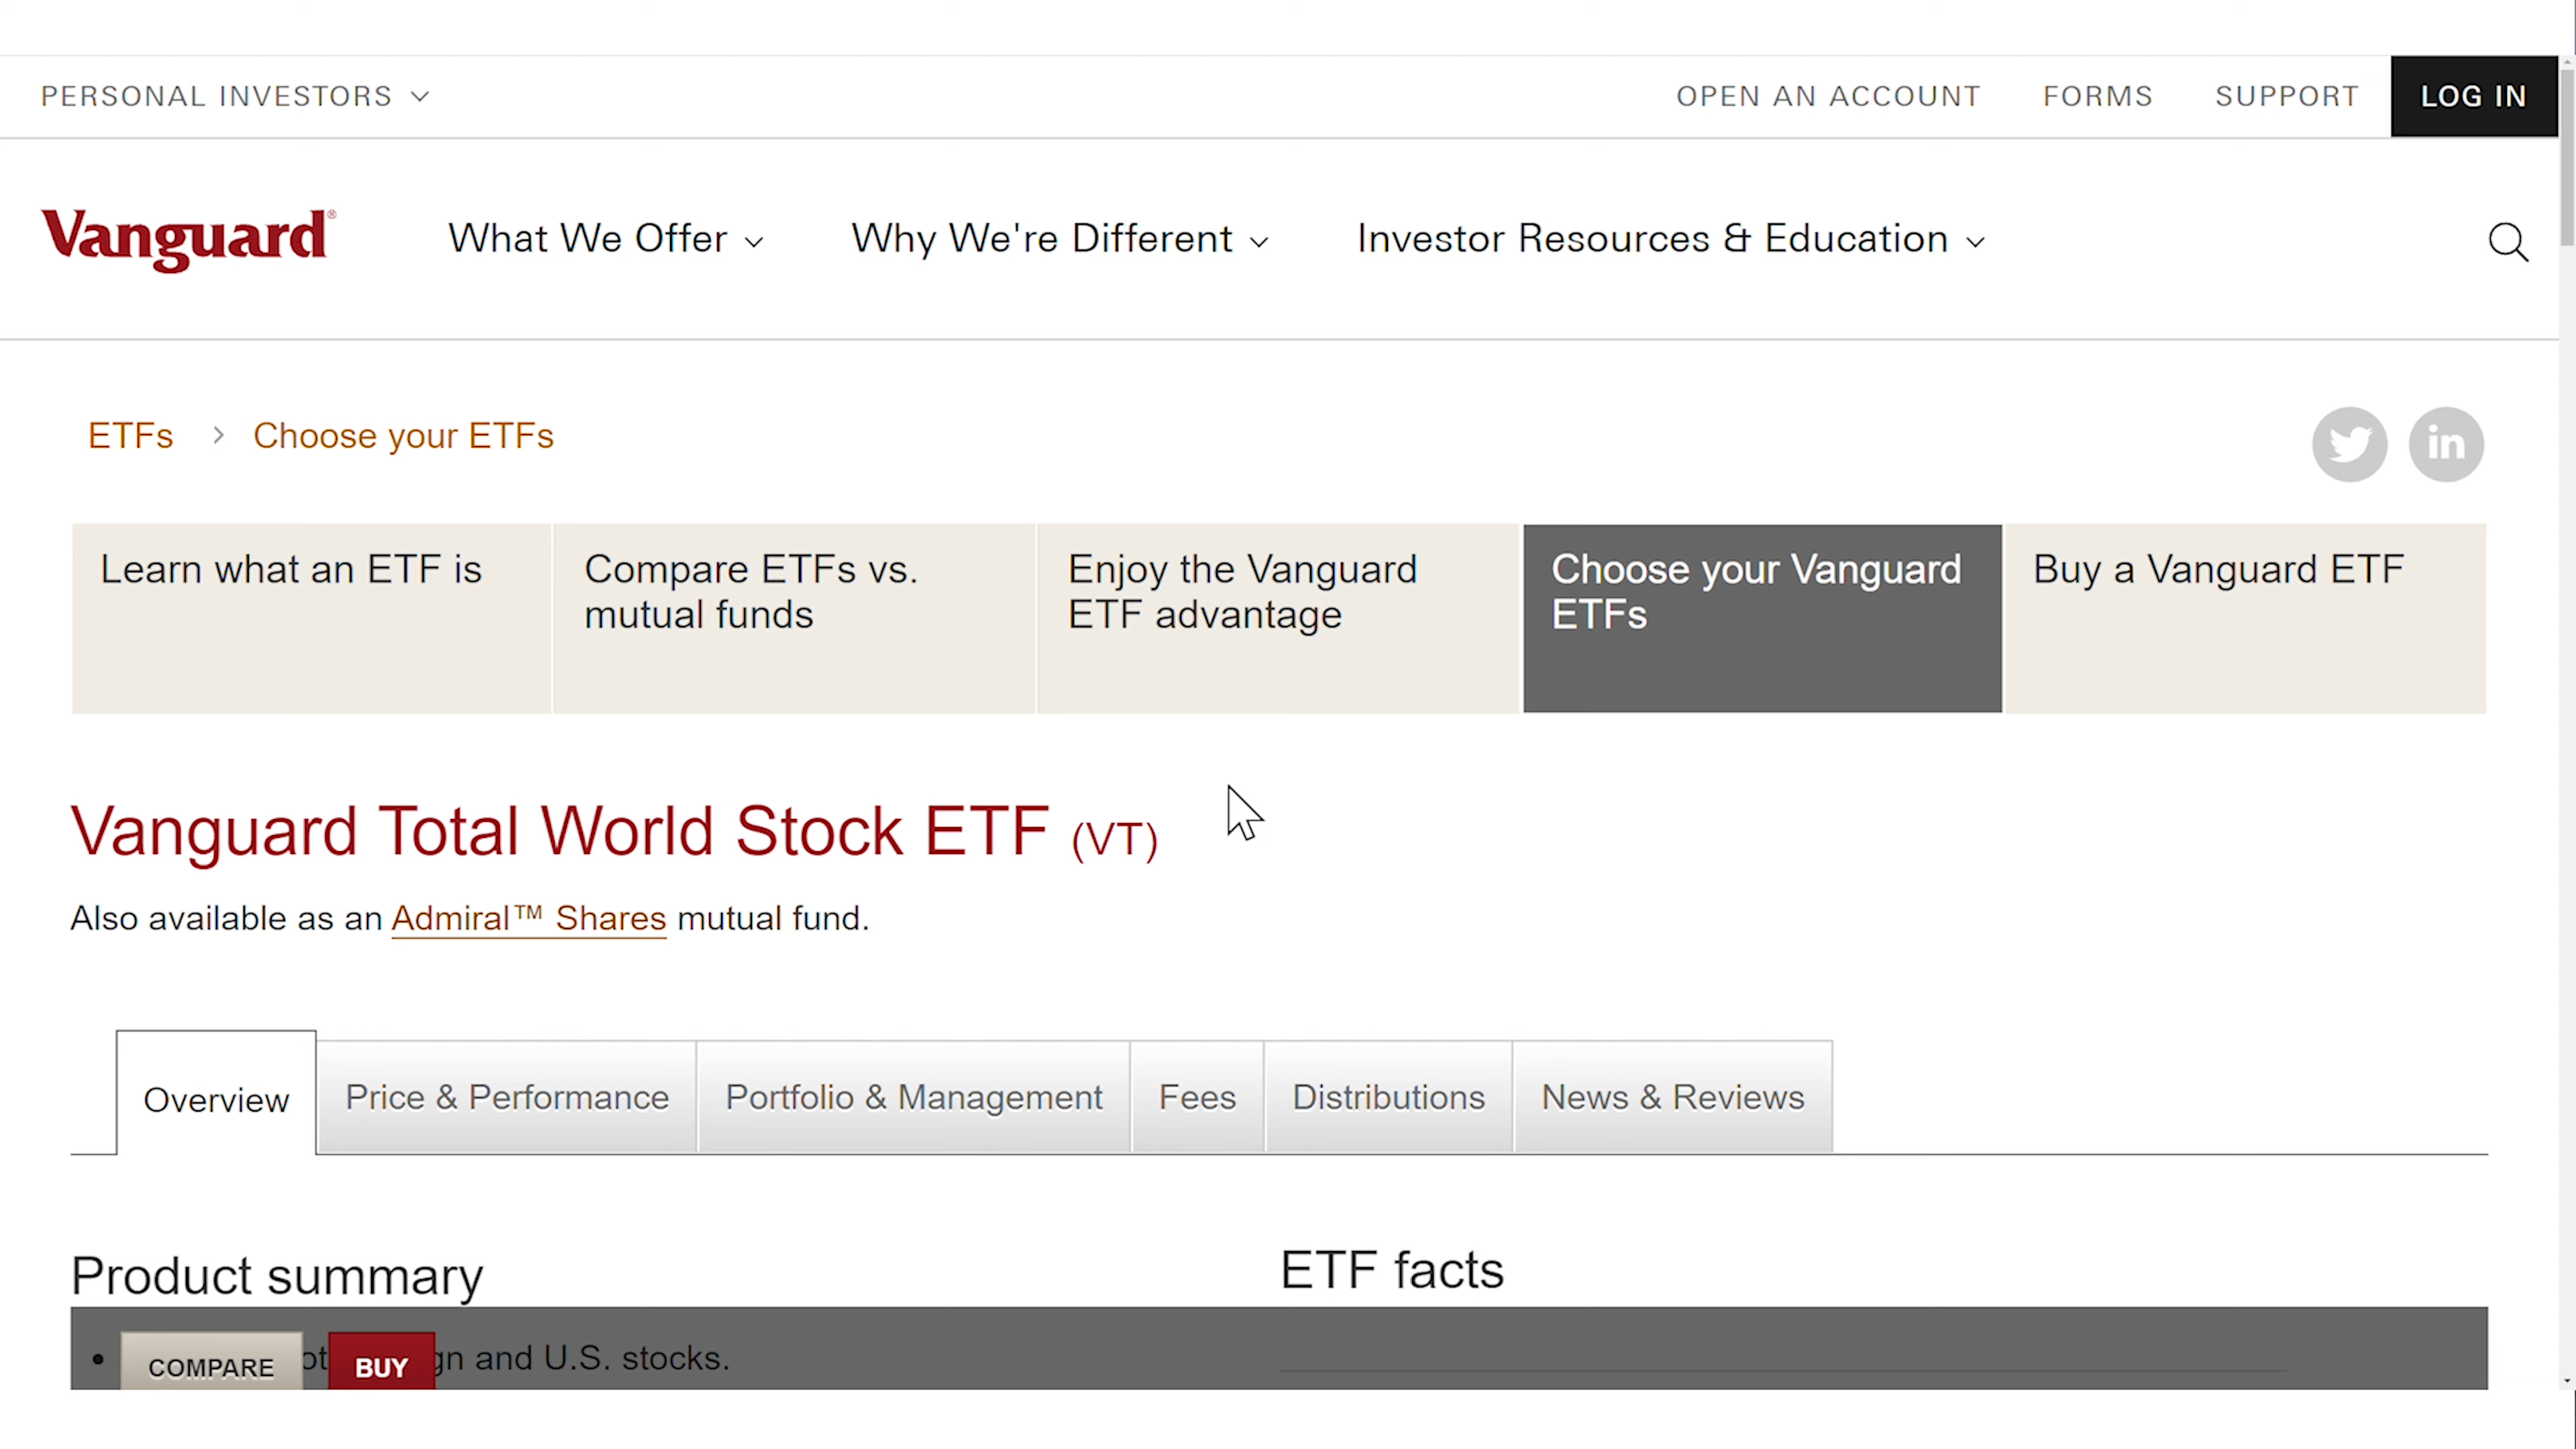 PERSONAL INVESTORS
OPEN AN ACCOUNT FORMS SUPPORT LOG IN
Vanguard®
What We Offer Why We're Different Investor Resources & Education
ETFs > Choose your ETFs
in
Learn what an ETF is
Compare ETFs vs.
mutual funds
Enjoy the Vanguard
ETF advantage
Choose your Vanguard
ETFs
Buy a Vanguard ETF
Vanguard Total World Stock ETF (VT)
Also available as an Admiral™ Shares mutual fund.
Overview Price & Performance Portfolio & Management Fees Distributions News & Reviews
Product summary
ETF facts
COMPARE BUY and U.S. stocks.